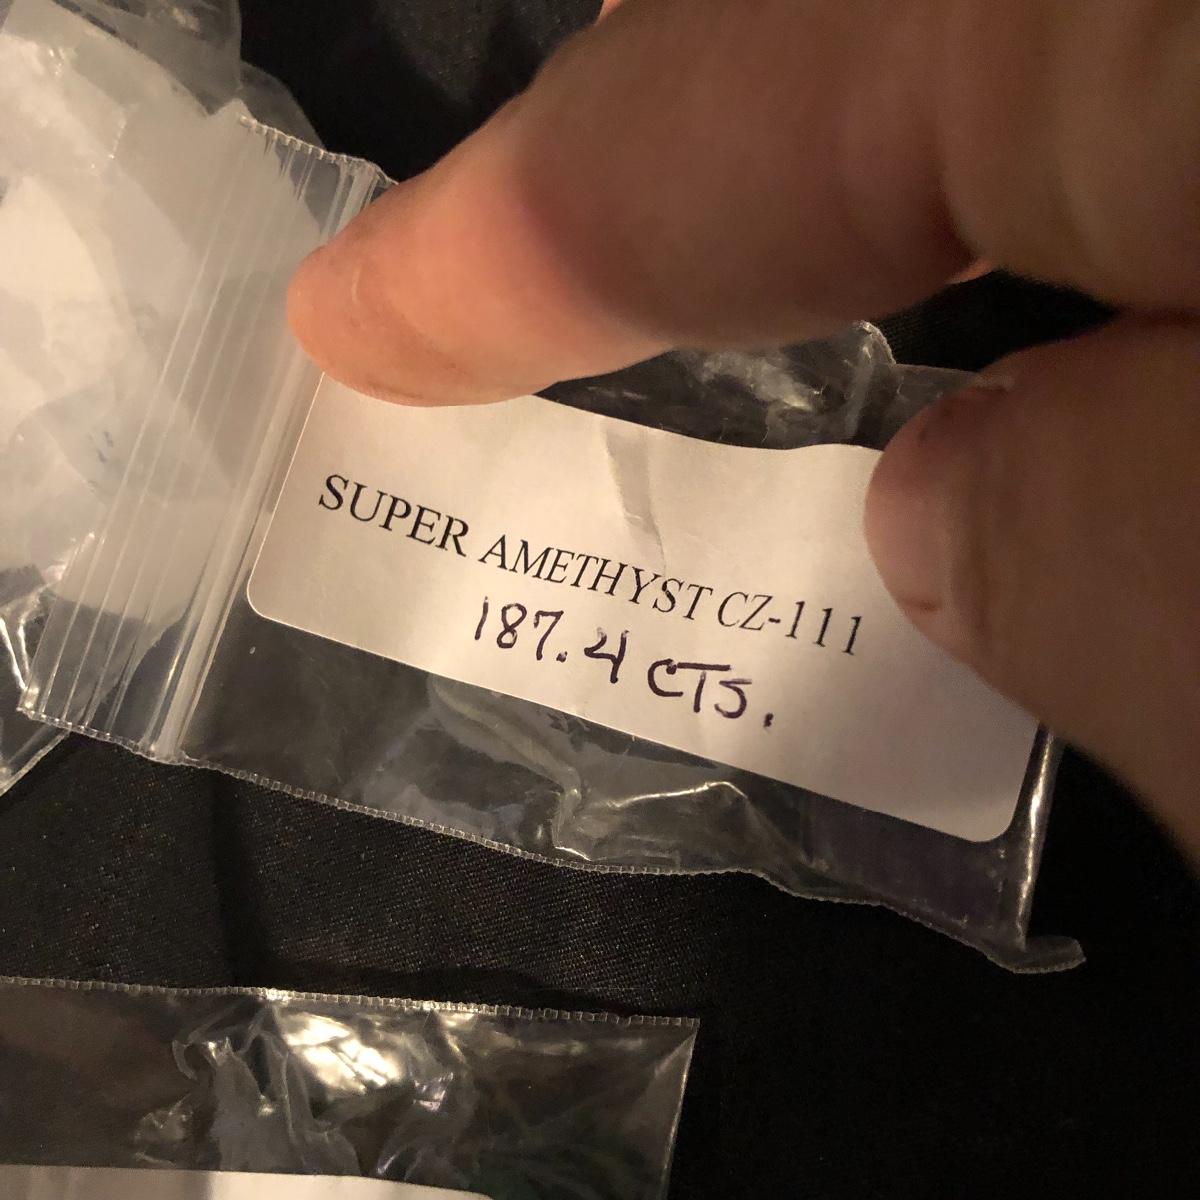 SUPER AMETHYST CZ-111
187.4 CTS.